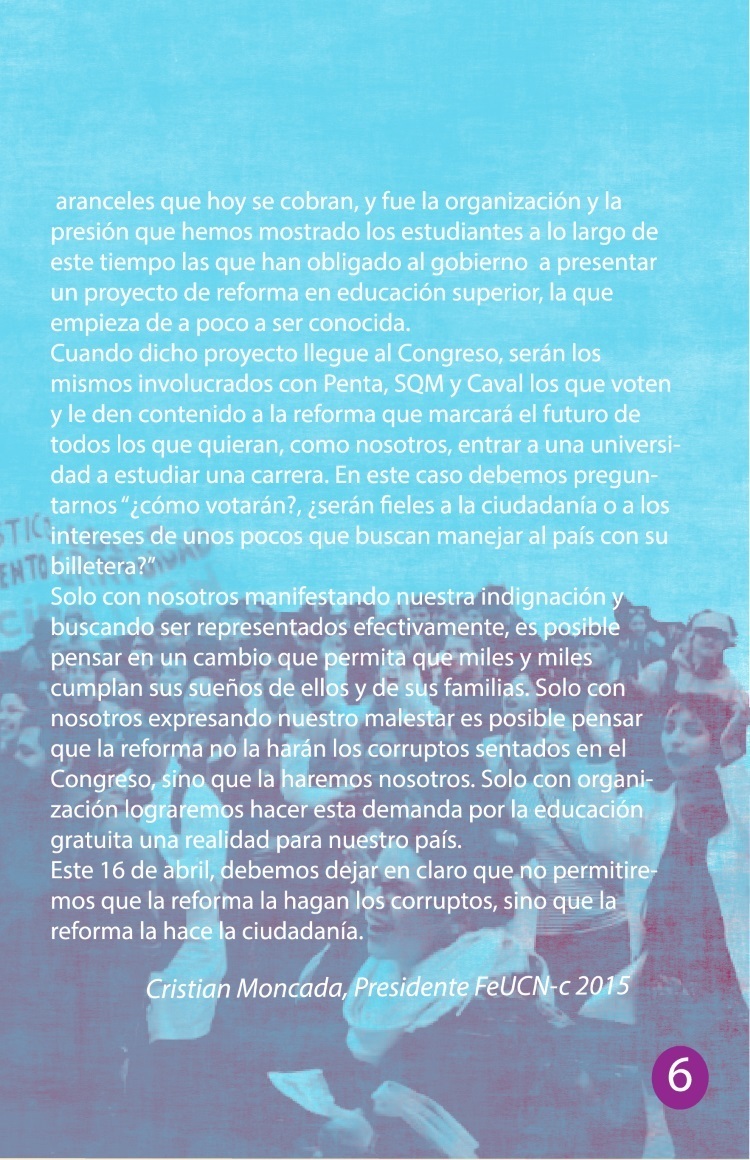 aranceles que hoy se cobran, y fue la organización y la
presión que hemos mostrado los estudiantes a lo largo de
este tiempo las que han obligado al gobierno  a presentar
un proyecto de reforma en educación superior, la que
empieza de a poco a ser conocida.
Cuando dicho proyecto llegue al Congreso, serán los
mismos involucrados con Penta, SQM y Caval los que voten
y le den contenido a la reforma que marcará el futuro de
todos los que quieran, como nosotros, entrar a una universi-
dad a estudiar una carrera. En este caso debemos pregun-
tarnos “¿cómo votarán?, ¿serán fieles a la ciudadanía o a los
intereses de unos pocos que buscan manejar al país con su
billetera?”
Solo con nosotros manifestando nuestra indignación y
buscando ser representados efectivamente, es posible
pensar en un cambio que permita que miles y miles
cumplan sus sueños de ellos y de sus familias. Solo con
nosotros expresando nuestro malestar es posible pensar
que la reforma no la harán los corruptos sentados en el
Congreso, sino que la haremos nosotros. Solo con organi-
zación lograremos hacer esta demanda por la educación
gratuita una realidad para nuestro país.
Este 16 de abril, debemos dejar en claro que no permitire-
mos que la reforma la hagan los corruptos, sino que la
reforma la hace la ciudadanía.
Cristian Moncada, Presidente FeUCN-c 2015
6